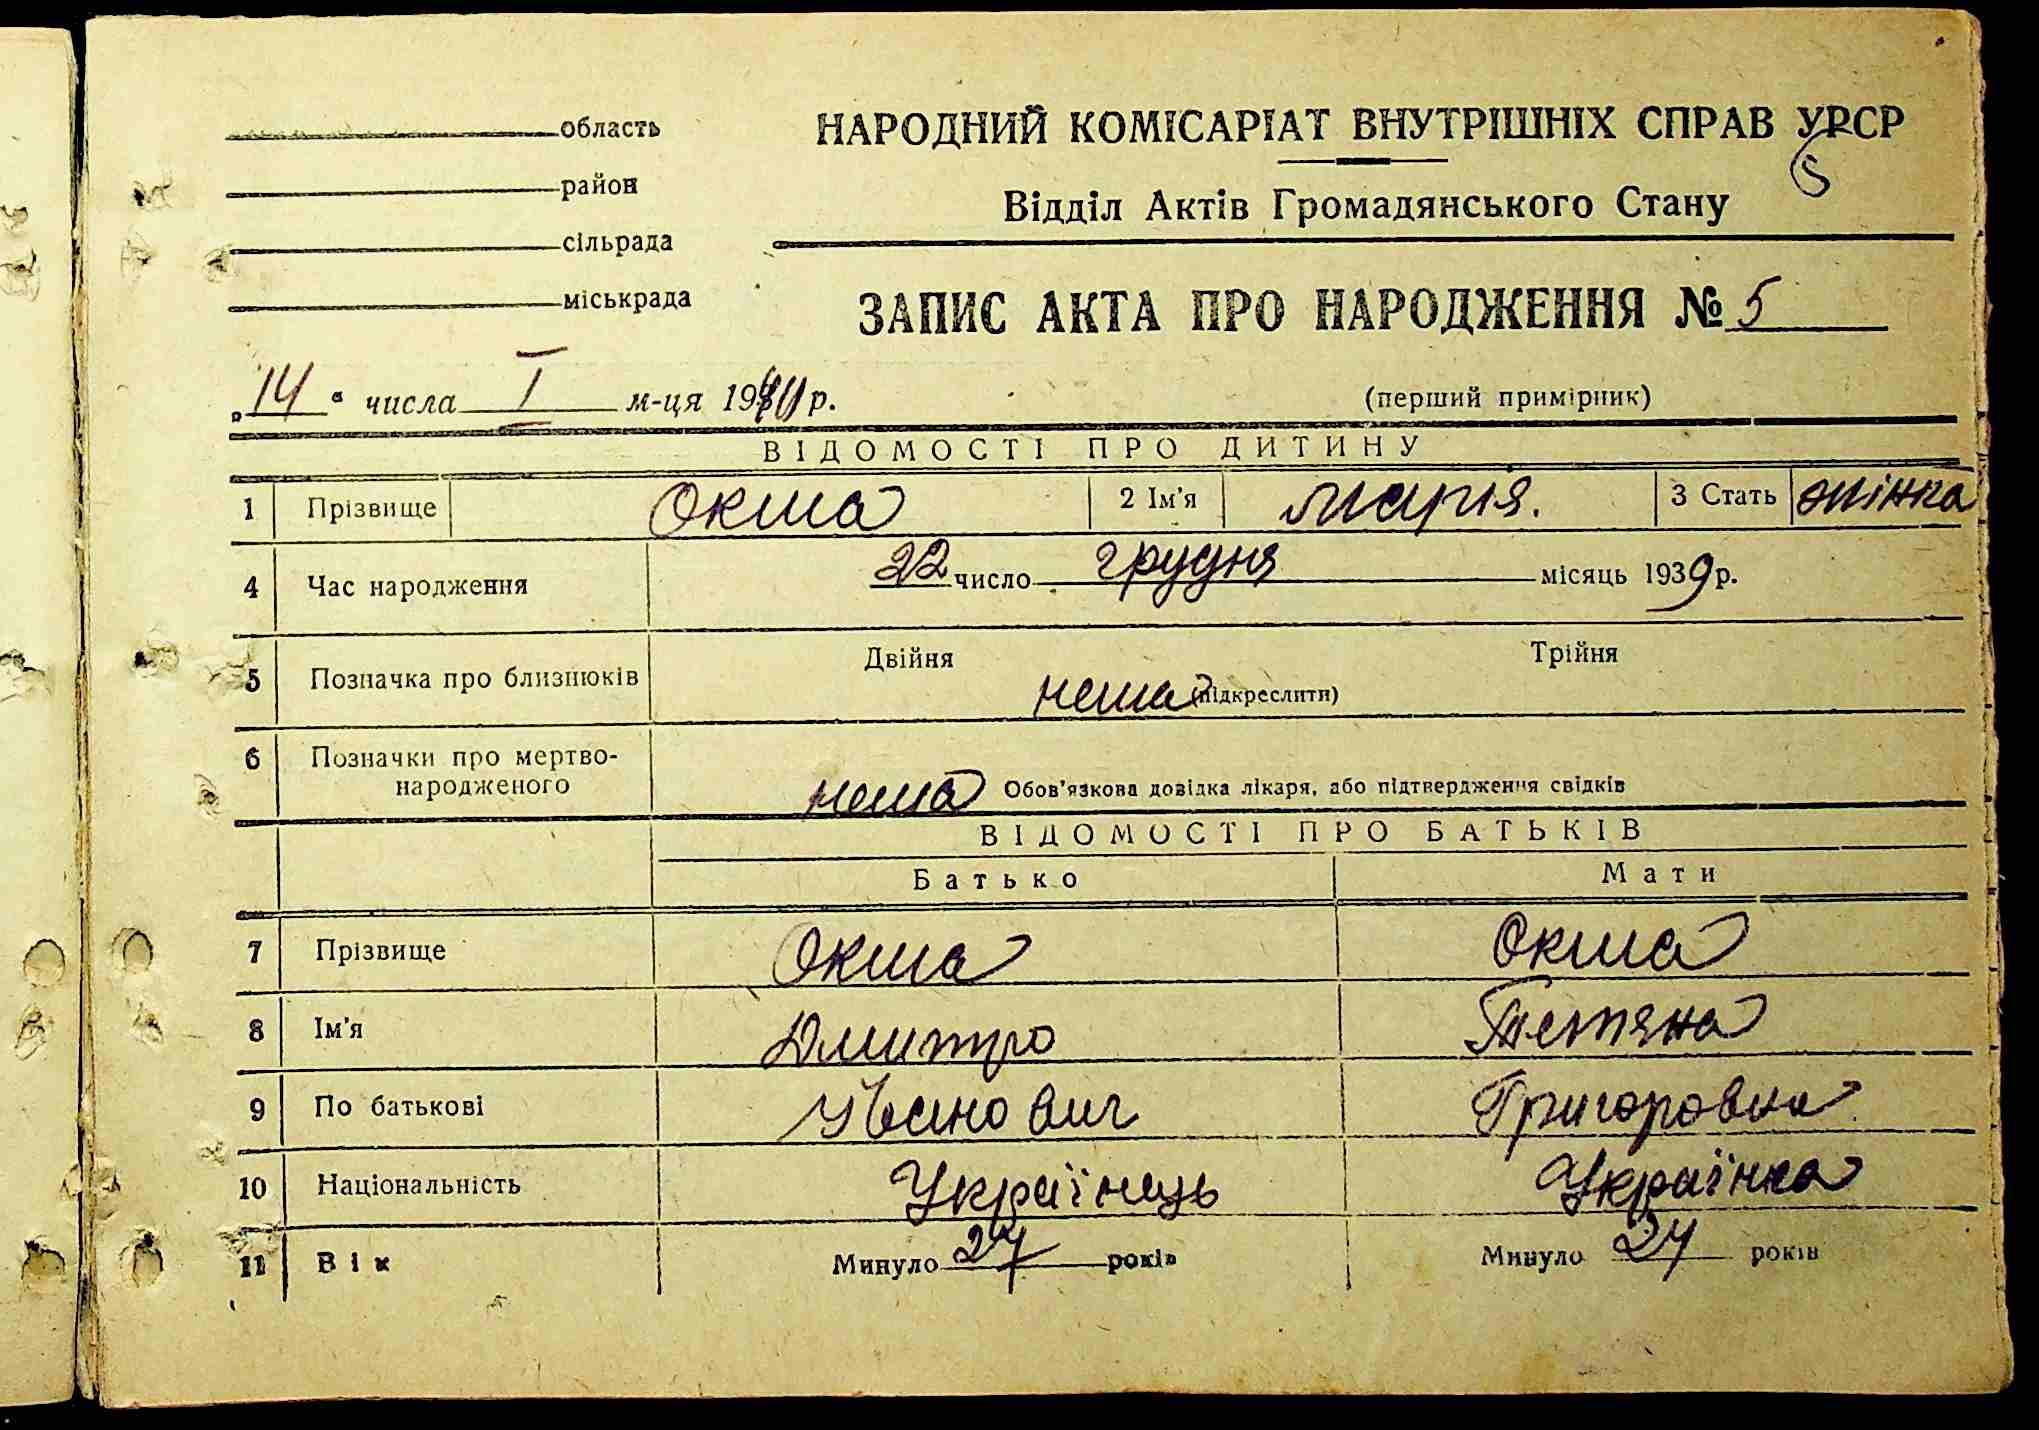 область
НАРОДНИЙ КОМІСАРІАТ ВНУТРІШНІХ СПРАВ УРСР
район
5
Відділ Актів Громадянського Стану
сільрада
міськрада
ЗАПИС АКТА ПРО НАРОДЖЕННЯ № 5
„14“ числа I м-ця 1940 р.
(перший примірник)
ВІДОМОСТІ ПРО ДИТИНУ
1 Прізвище Окша 2 Ім'я Марія. 3 Стать жінка
4 Час народження 22 число грудня місяць 1939 р.
5 Позначка про близнюків Двійня Трійня
нема (підкреслити)
6 Позначки про мертво-
народженого нема Обов'язкова довідка лікаря, або підтвердження свідків
ВІДОМОСТІ ПРО БАТЬКІВ
Батько Мати
7 Прізвище Окша Окша
8 Ім'я Дмитро Тетяна
9 По батькові Іванович Григоровна
10 Національність Українець Українка
11 Вік Минуло 27 років Минуло років